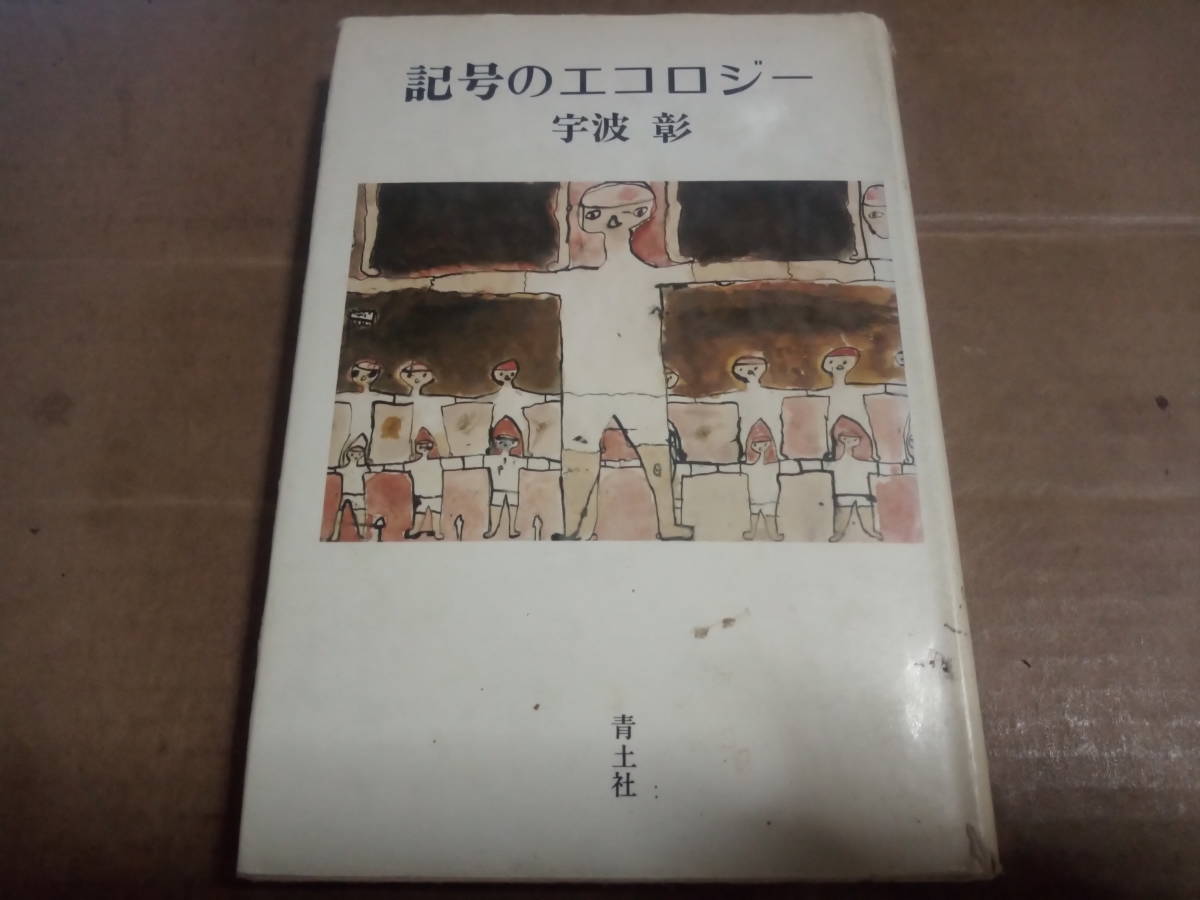 記号のエコロジー
宇波 彰
青土社